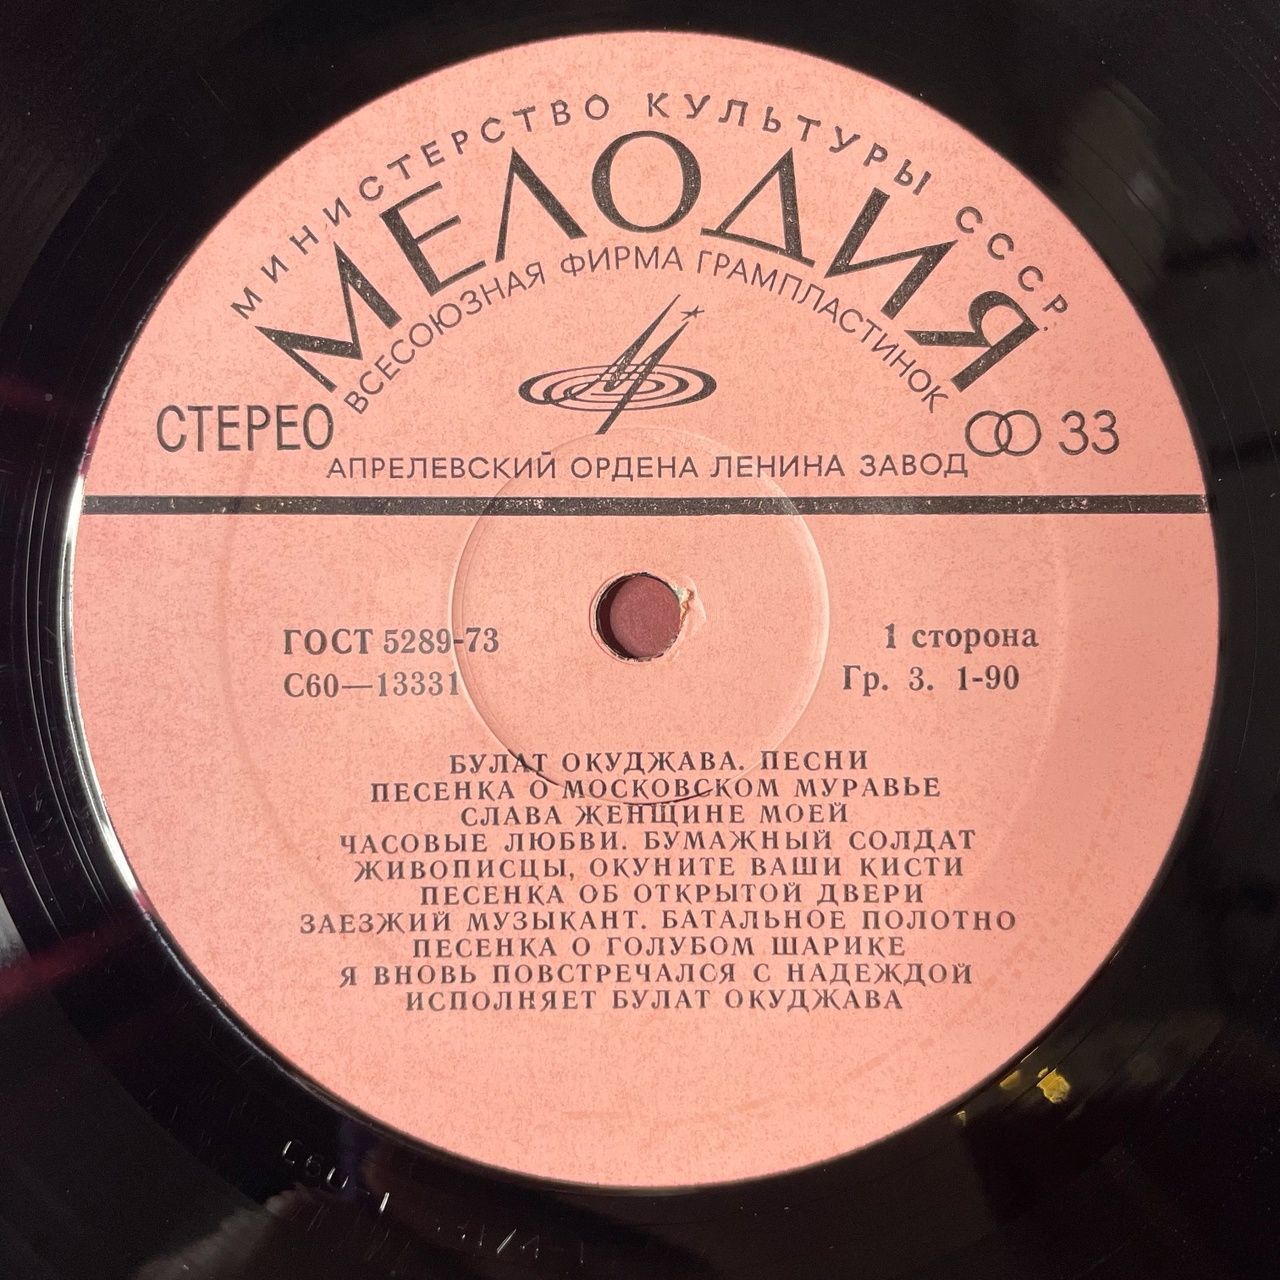 МИНИСТЕРСТВО КУЛЬТУРЫ СССР.
МЕЛОДИЯ
ВСЕСОЮЗНАЯ ФИРМА ГРАМПЛАСТИНОК
СТЕРЕО
33
АПРЕЛЕВСКИЙ ОРДЕНА ЛЕНИНА ЗАВОД
ГОСТ 5289-73
1 сторона
С60—13331
Гр. 3. 1-90
БУЛАТ ОКУДЖАВА. ПЕСНИ
ПЕСЕНКА О МОСКОВСКОМ МУРАВЬЕ
СЛАВА ЖЕНЩИНЕ МОЕЙ
ЧАСОВЫЕ ЛЮБВИ. БУМАЖНЫЙ СОЛДАТ
ЖИВОПИСЦЫ, ОКУНИТЕ ВАШИ КИСТИ
ПЕСЕНКА ОБ ОТКРЫТОЙ ДВЕРИ
ЗАЕЗЖИЙ МУЗЫКАНТ. БАТАЛЬНОЕ ПОЛОТНО
ПЕСЕНКА О ГОЛУБОМ ШАРИКЕ
Я ВНОВЬ ПОВСТРЕЧАЛСЯ С НАДЕЖДОЙ
ИСПОЛНЯЕТ БУЛАТ ОКУДЖАВА